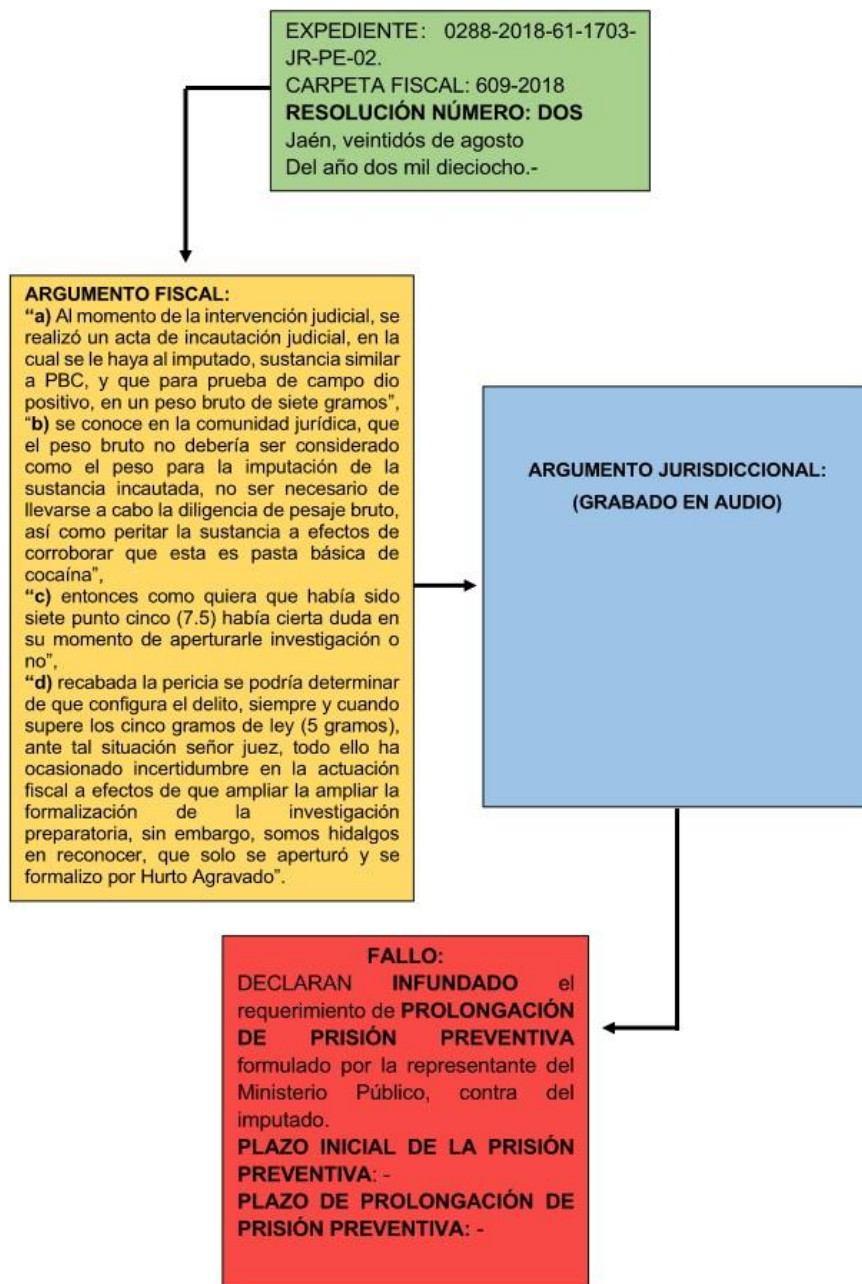 EXPEDIENTE: 0288-2018-61-1703-
JR-PE-02.
CARPETA FISCAL: 609-2018
RESOLUCIÓN NÚMERO: DOS
Jaén, veintidós de agosto
Del año dos mil dieciocho.-
ARGUMENTO FISCAL:
“a) Al momento de la intervención judicial, se
realizó un acta de incautación judicial, en la
cual se le haya al imputado, sustancia similar
a PBC, y que para prueba de campo dio
positivo, en un peso bruto de siete gramos”,
“b) se conoce en la comunidad jurídica, que
el peso bruto no debería ser considerado
como el peso para la imputación de la
sustancia incautada, no ser necesario de
llevarse a cabo la diligencia de pesaje bruto,
así como peritar la sustancia a efectos de
corroborar que esta es pasta básica de
cocaína”,
“c) entonces como quiera que había sido
siete punto cinco (7.5) había cierta duda en
su momento de aperturarle investigación o
no”,
“d) recabada la pericia se podría determinar
de que configura el delito, siempre y cuando
supere los cinco gramos de ley (5 gramos),
ante tal situación señor juez, todo ello ha
ocasionado incertidumbre en la actuación
fiscal a efectos de que ampliar la ampliar la
formalización de la investigación
preparatoria, sin embargo, somos hidalgos
en reconocer, que solo se aperturó y se
formalizo por Hurto Agravado”.
ARGUMENTO JURISDICCIONAL:
(GRABADO EN AUDIO)
FALLO:
DECLARAN INFUNDADO el
requerimiento de PROLONGACIÓN
DE PRISIÓN PREVENTIVA
formulado por la representante del
Ministerio Público, contra del
imputado.
PLAZO INICIAL DE LA PRISIÓN
PREVENTIVA: -
PLAZO DE PROLONGACIÓN DE
PRISIÓN PREVENTIVA: -